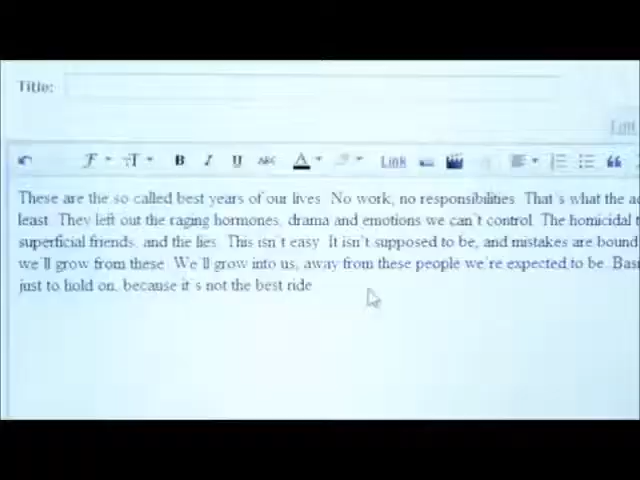 Title:
Edit
F T B I U ABC A Link
These are the so called best years of our lives. No work, no responsibilities. That's what the
least. They left out the raging hormones, drama and emotions we can't control. The homicidal
superficial friends, and the lies. This isn't easy. It isn't supposed to be, and mistakes are bound
we'll grow from these. We'll grow into us, away from these people we're expected to be.
just to hold on, because it's not the best ride